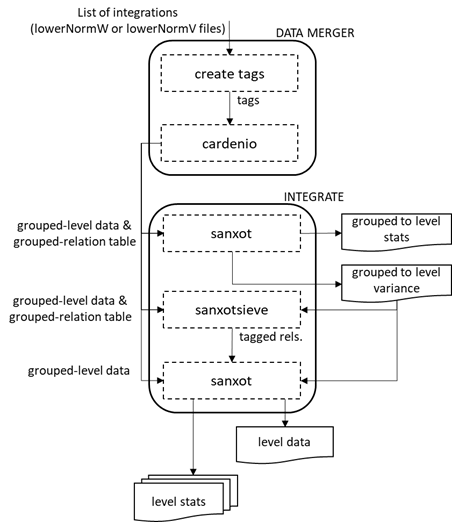 List of integrations
(lowerNormW or lowerNormV files)
DATA MERGER
create tags
tags
cardenio
INTEGRATE
grouped-level data &
grouped-relation table
sanxot
grouped to level
stats
grouped to level
variance
grouped-level data &
grouped-relation table
sanxotsieve
tagged rels.
grouped-level data
sanxot
level data
level stats